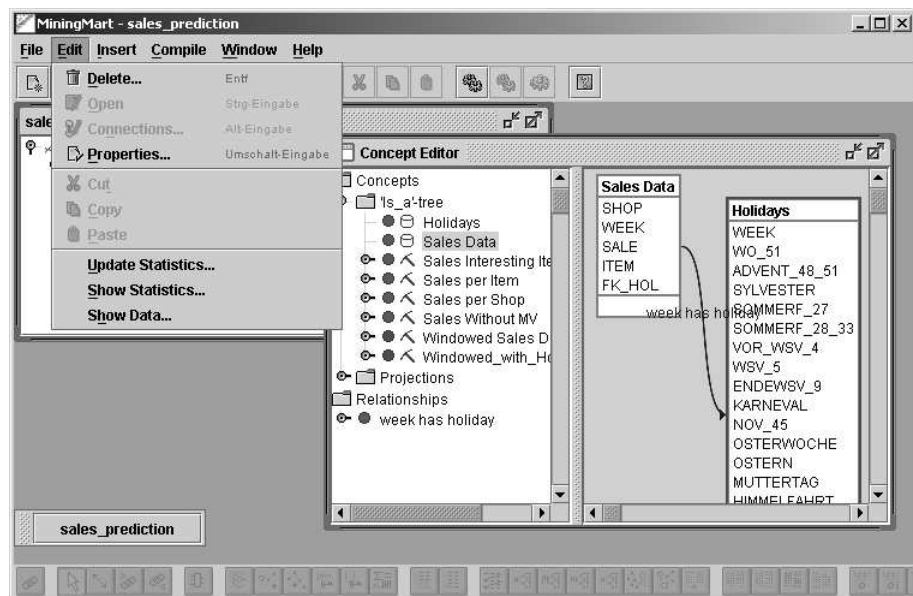 MiningMart - sales_prediction
File Edit Insert Compile Window Help
Delete... Entf
Open Strg-Eingabe
Connections... Alt-Eingabe
Properties... Umschalt-Eingabe
Cut
Copy
Paste
Update Statistics...
Show Statistics...
Show Data...
sale
Concept Editor
Concepts
'Is_a'-tree
Holidays
Sales Data
Sales Interesting Ite
Sales per Item
Sales per Shop
Sales Without MV
Windowed Sales D
Windowed_with_Ho
Projections
Relationships
week has holiday
Sales Data
SHOP
WEEK
SALE
ITEM
FK_HOL
week has holiday
Holidays
WEEK
WO_51
ADVENT_48_51
SYLVESTER
SOMMERF_27
SOMMERF_28_33
VOR_WSV_4
WSV_5
ENDEWSV_9
KARNEVAL
NOV_45
OSTERWOCHE
OSTERN
MUTTERTAG
HIMMELFAHRT
sales_prediction